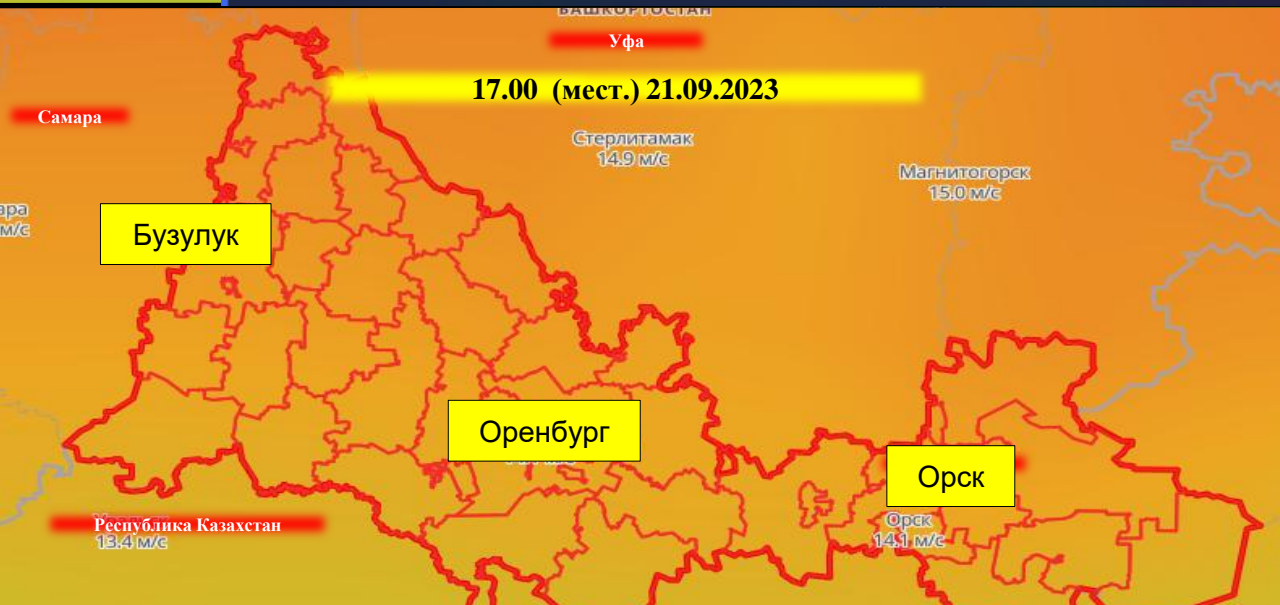 БАШКОРТОСТАН
Уфа
17.00 (мест.) 21.09.2023
Самара
Стерлитамак
14.9 м/с
Магнитогорск
15.0 м/с
ара
м/с
Бузулук
Оренбург
Орск
Орск
14.1 м/с
Республика Казахстан
13.4 м/с